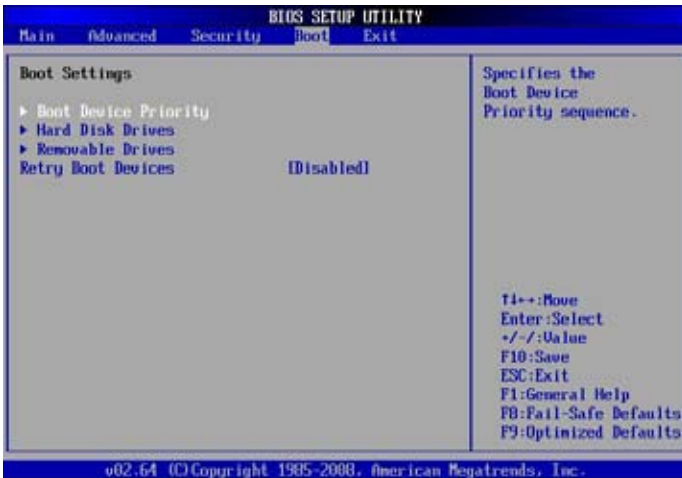 BIOS SETUP UTILITY
Main Advanced Security Boot Exit
Boot Settings
▶ Boot Device Priority
▶ Hard Disk Drives
▶ Removable Drives
Retry Boot Devices [Disabled]
Specifies the
Boot Device
Priority sequence.
↑↓←→:Move
Enter:Select
+/-/:Value
F10:Save
ESC:Exit
F1:General Help
F8:Fail-Safe Defaults
F9:Optimized Defaults
v02.64 (C)Copyright 1985-2008, American Megatrends, Inc.